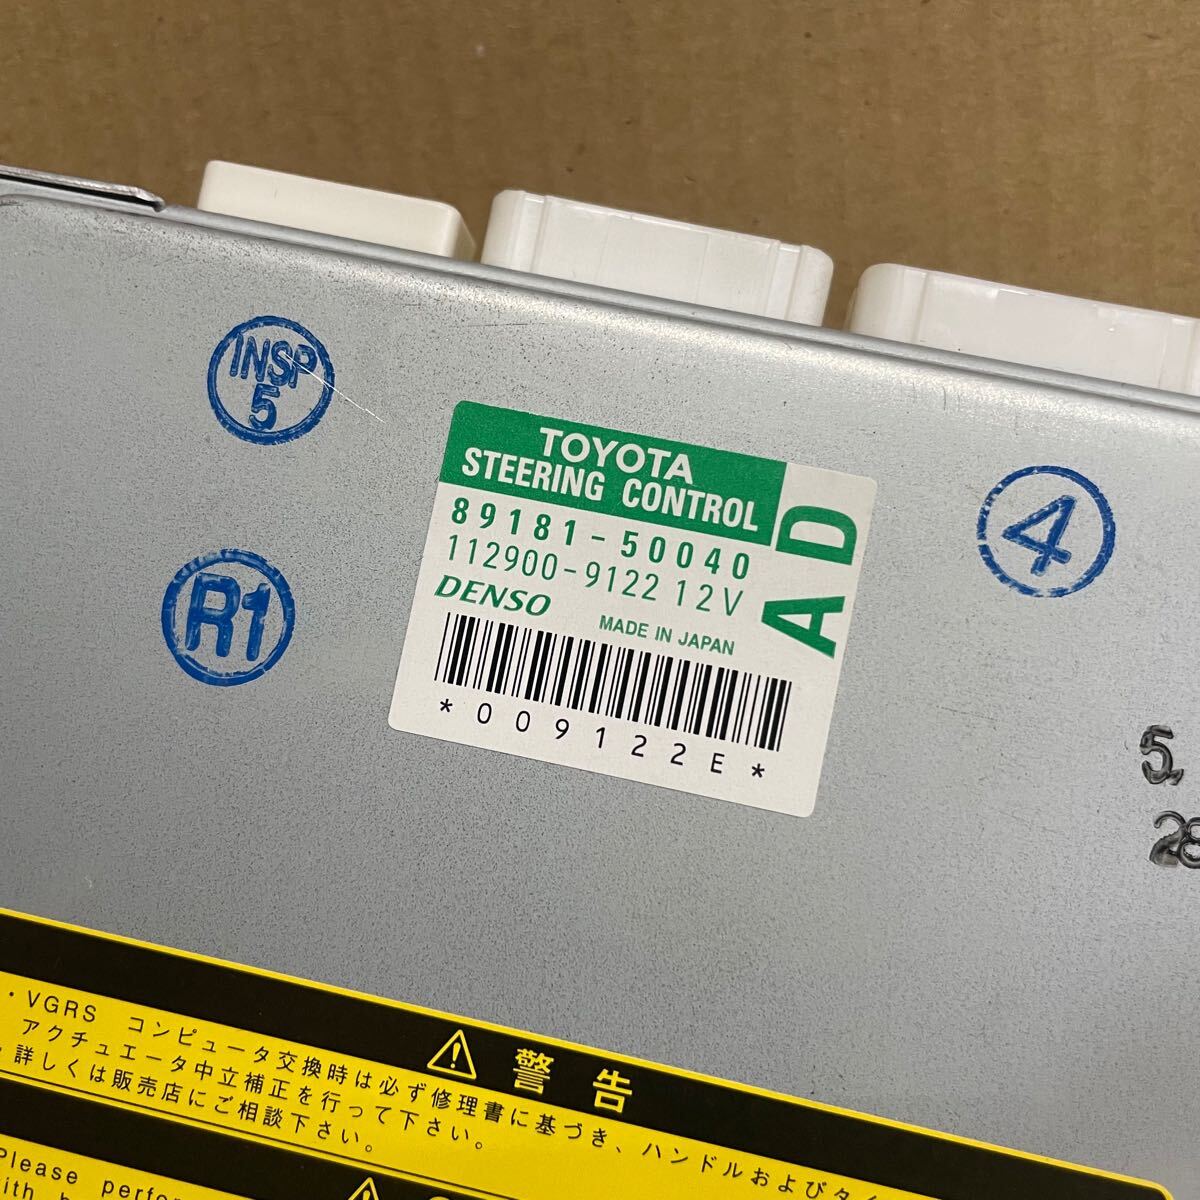 INSP
5
R1
4
TOYOTA
STEERING CONTROL
89181-50040
112900-9122 12V
DENSO
MADE IN JAPAN
AD
*009122E*
5,
28
警告
・VGRS コンピュータ交換時は必ず修理書に基づき、ハンドルおよびタイ
アクチュエータ中立補正を行って下さい。
・詳しくは販売店にご相談下さい。
Please perfor